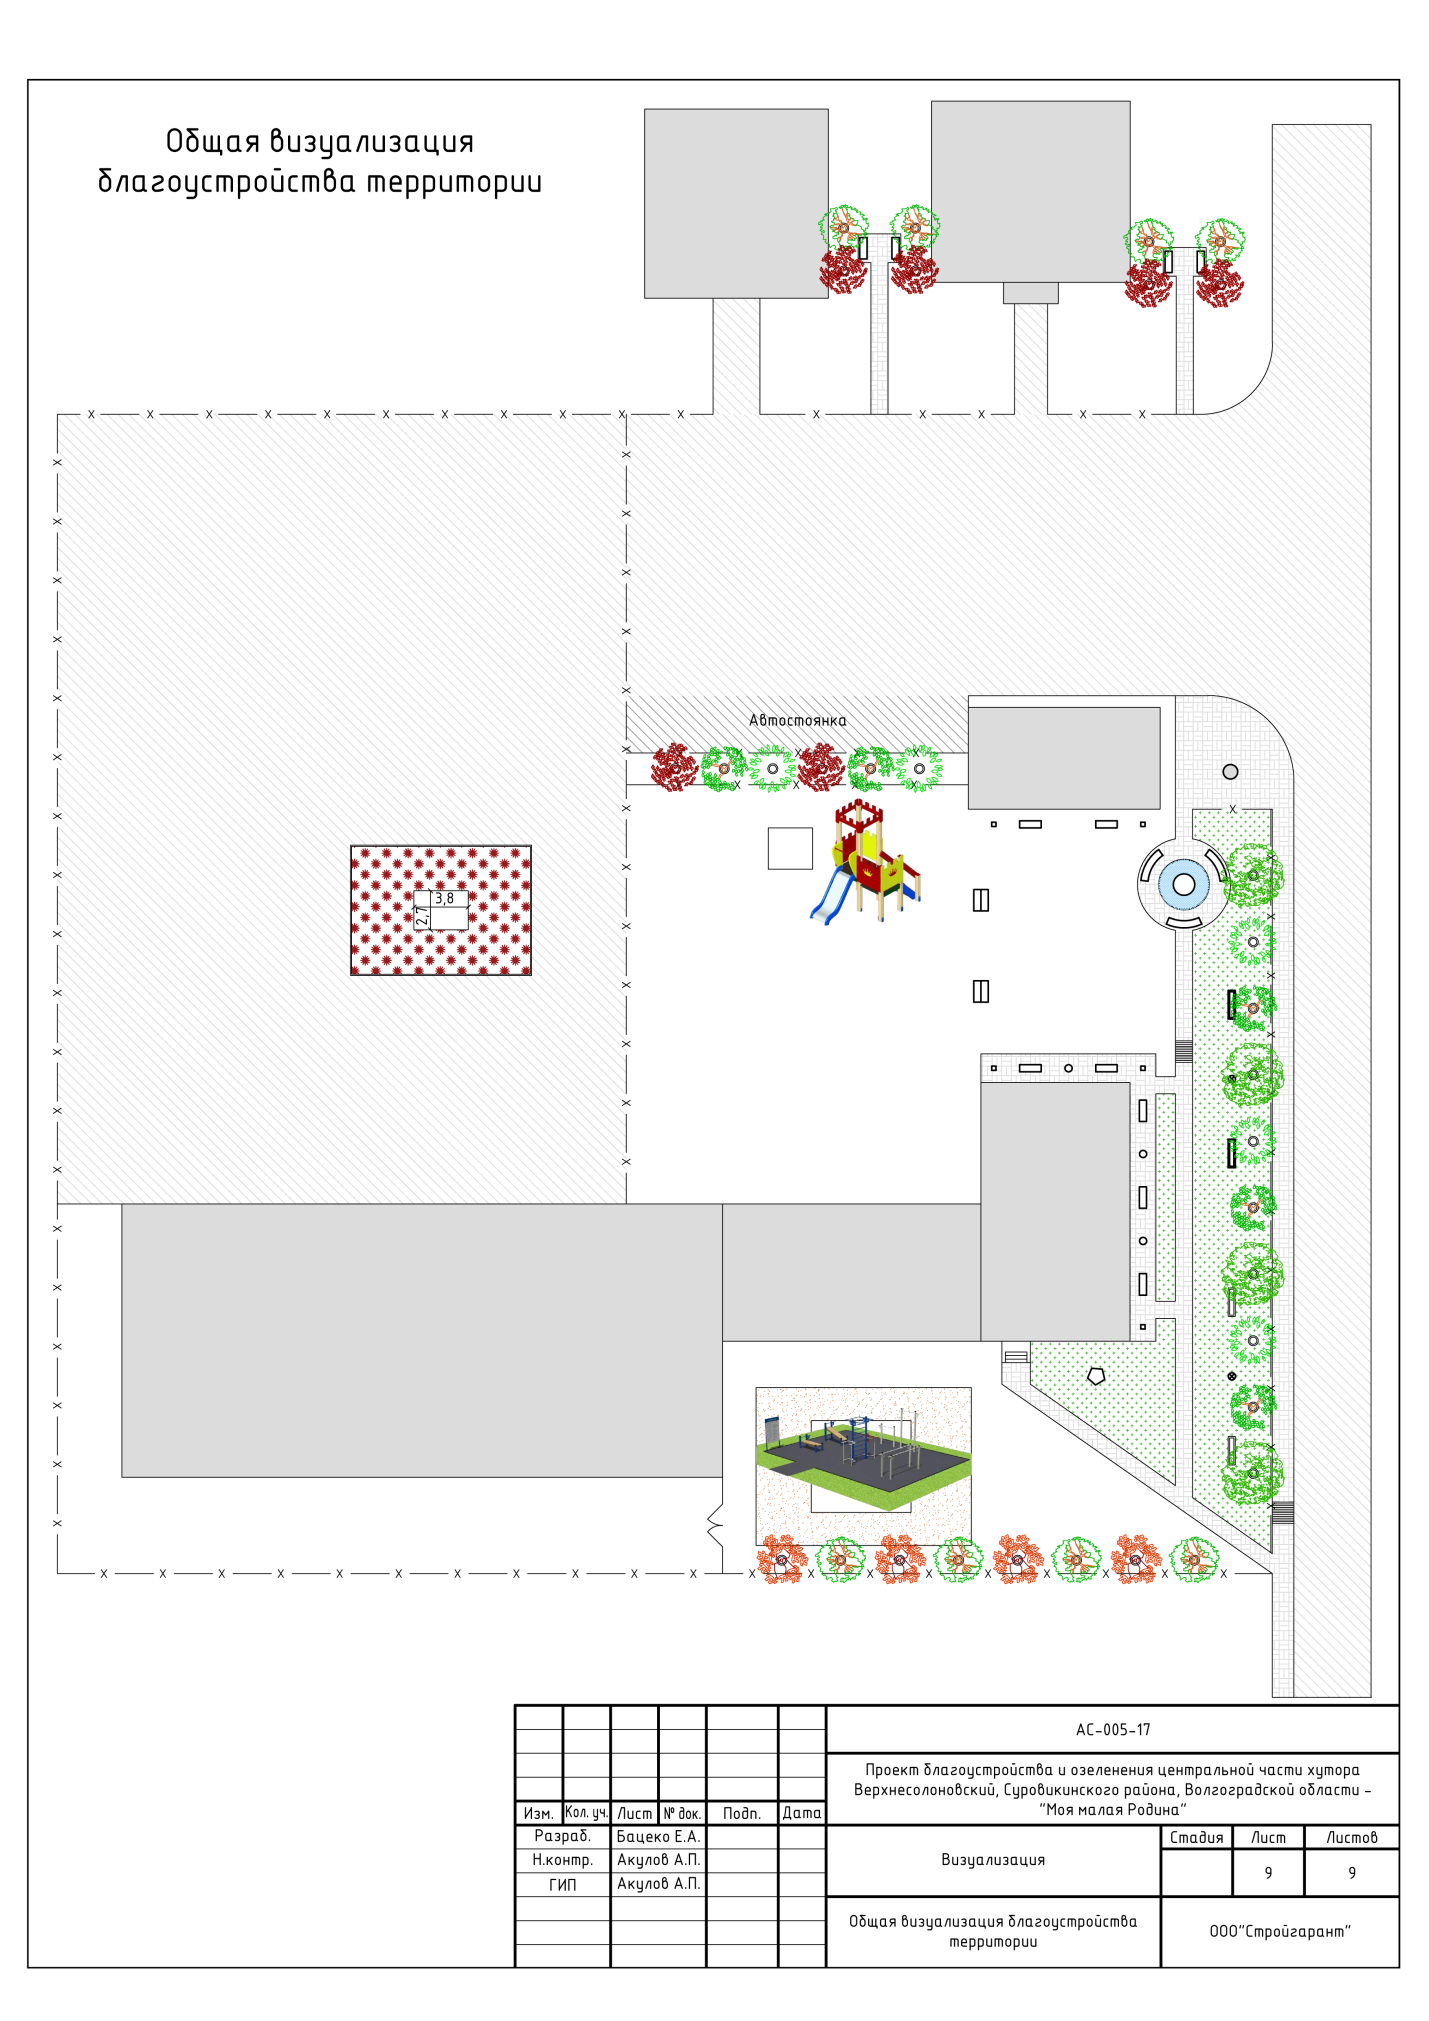 Общая визуализация
благоустройства территории
Автостоянка
3,8
2,7
АС-005-17
Проект благоустройства и озеленения центральной части хутора
Верхнесолоновский, Суровикинского района, Волгоградской области -
"Моя малая Родина"
Изм. Кол. уч. Лист № док. Подп. Дата
Разраб. Бацеко Е.А.
Н.контр. Акулов А.П.
ГИП Акулов А.П.
Визуализация
Стадия Лист Листов
9 9
Общая визуализация благоустройства
территории
ООО"Стройгарант"